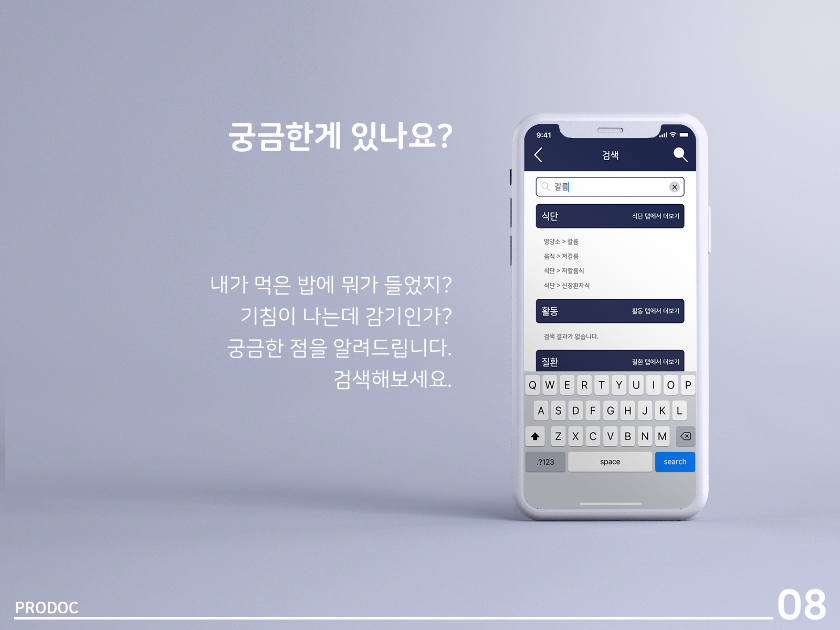 궁금한게 있나요?
내가 먹은 밥에 뭐가 들었지?
기침이 나는데 감기인가?
궁금한 점을 알려드립니다.
검색해보세요.
9:41
검색
칼륨
식단 식단 탭에서 더보기
영양소 > 칼륨
음식 > 저칼륨
식단 > 저칼륨식
식단 > 신장환자식
활동 활동 탭에서 더보기
검색 결과가 없습니다.
질환 질환 탭에서 더보기
Q W E R T Y U I O P
A S D F G H J K L
Z X C V B N M
.?123 space search
PRODOC 08